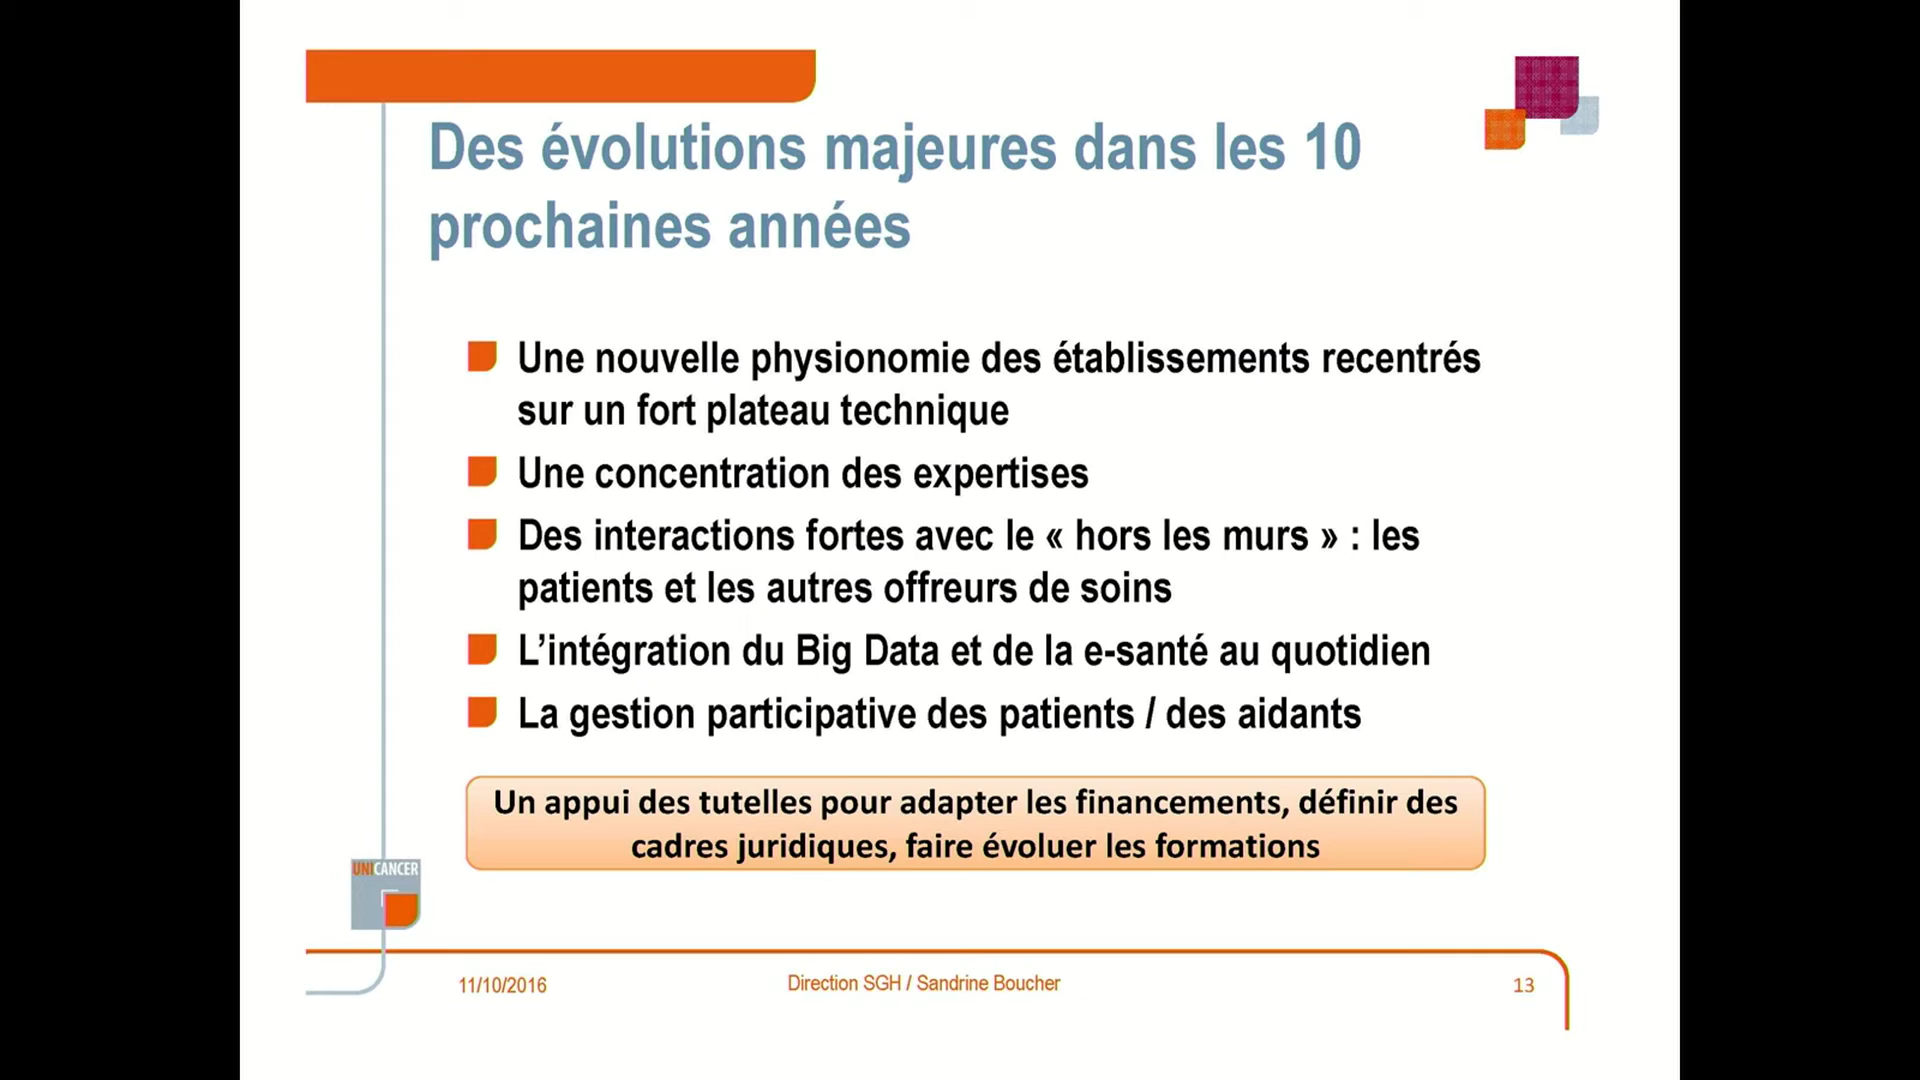 Des évolutions majeures dans les 10
prochaines années
Une nouvelle physionomie des établissements recentrés
sur un fort plateau technique
Une concentration des expertises
Des interactions fortes avec le « hors les murs » : les
patients et les autres offreurs de soins
L’intégration du Big Data et de la e-santé au quotidien
La gestion participative des patients / des aidants
Un appui des tutelles pour adapter les financements, définir des
cadres juridiques, faire évoluer les formations
UNICANCER
11/10/2016
Direction SGH / Sandrine Boucher
13